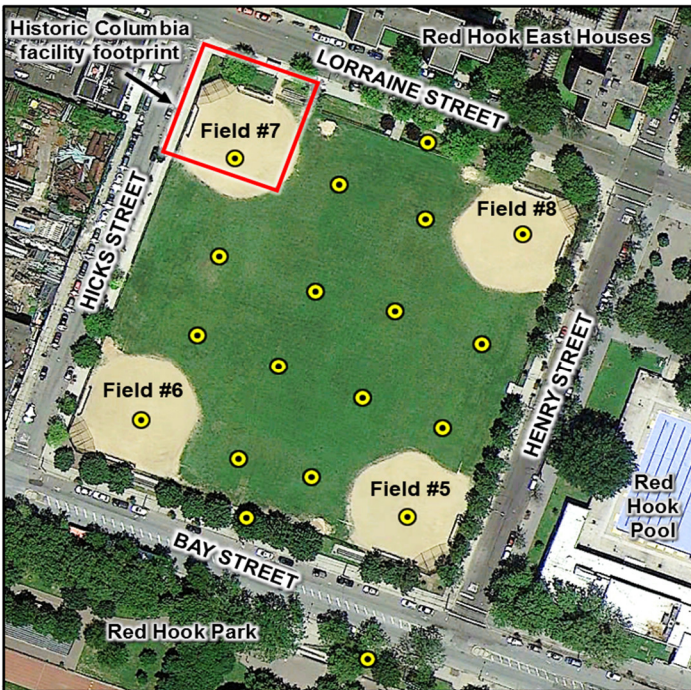 Historic Columbia
facility footprint
Red Hook East Houses
LORRAINE STREET
Field #7
Field #8
HICKS STREET
HENRY STREET
Field #6
Field #5
Red
Hook
Pool
BAY STREET
Red Hook Park